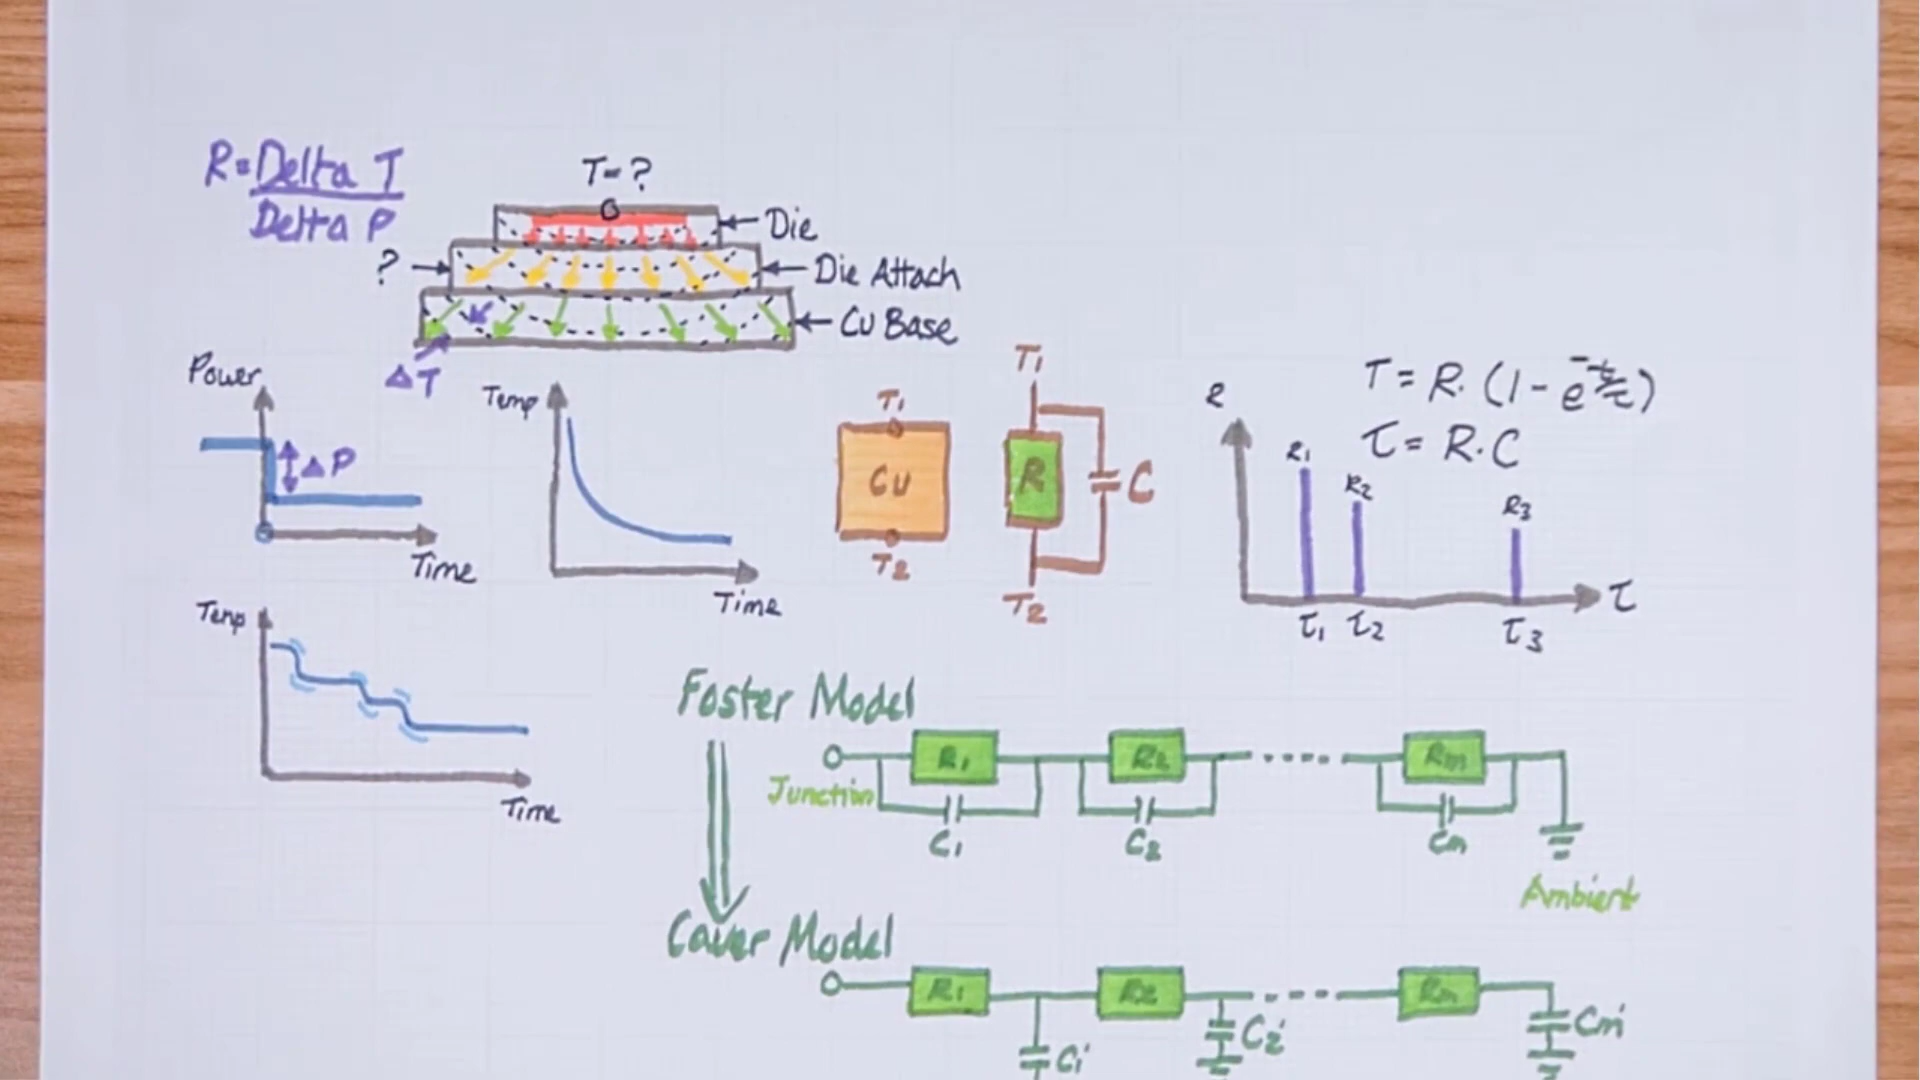 R=Delta T
Delta P
T=?
Die
?
Die Attach
Cu Base
ΔT
Power
ΔP
Time
Temp
Time
Temp
Time
T1
Cu
T2
T1
R
C
T2
R
R1
R2
R3
τ1
τ2
τ3
τ
T = R·(1-e^-t/τ)
τ = R·C
Foster Model
Junction
R1
R2
Rm
C1
C2
Cm
Ambient
Cauer Model
R1
R2
Rm
C1'
C2'
Cm'